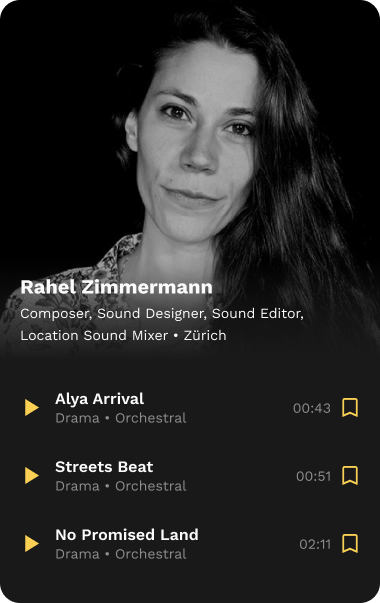 Rahel Zimmermann
Composer, Sound Designer, Sound Editor,
Location Sound Mixer • Zürich
Alya Arrival
Drama • Orchestral
00:43
Streets Beat
Drama • Orchestral
00:51
No Promised Land
Drama • Orchestral
02:11